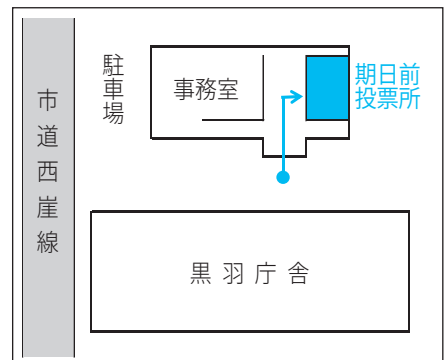 市道西崖線
駐車場
事務室
期日前
投票所
黒羽庁舎